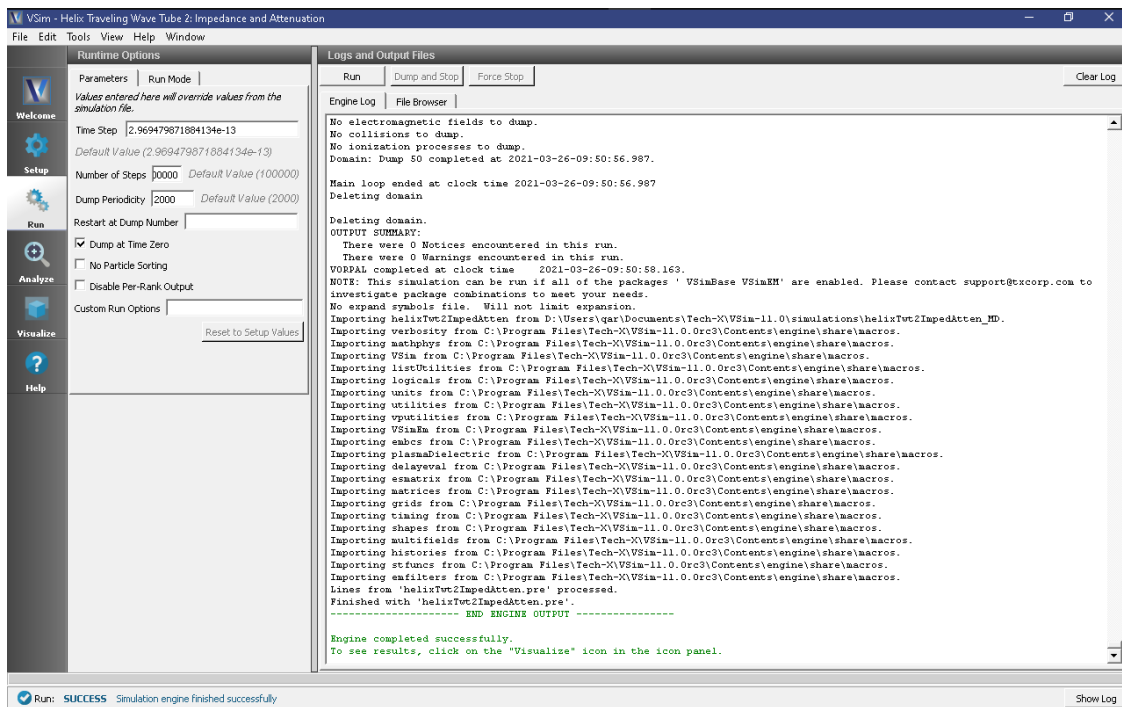 VSim - Helix Traveling Wave Tube 2: Impedance and Attenuation
File Edit Tools View Help Window
Welcome
Setup
Run
Analyze
Visualize
Help
Runtime Options
Parameters Run Mode
Values entered here will override values from the
simulation file.
Time Step 2.969479871884134e-13
Default Value (2.969479871884134e-13)
Number of Steps 00000 Default Value (100000)
Dump Periodicity 2000 Default Value (2000)
Restart at Dump Number
Dump at Time Zero
No Particle Sorting
Disable Per-Rank Output
Custom Run Options
Reset to Setup Values
Logs and Output Files
Run Dump and Stop Force Stop Clear Log
Engine Log File Browser
No electromagnetic fields to dump.
No collisions to dump.
No ionization processes to dump.
Domain: Dump 50 completed at 2021-03-26-09:50:56.987.
Main loop ended at clock time 2021-03-26-09:50:56.987
Deleting domain
Deleting domain.
OUTPUT SUMMARY:
There were 0 Notices encountered in this run.
There were 0 Warnings encountered in this run.
VORPAL completed at clock time 2021-03-26-09:50:58.163.
NOTE: This simulation can be run if all of the packages ' VSimBase VSimEM' are enabled. Please contact support@txcorp.com to
investigate package combinations to meet your needs.
No expand symbols file. Will not limit expansion.
Importing helixTwt2ImpedAtten from D:\Users\qar\Documents\Tech-X\VSim-11.0\simulations\helixTwt2ImpedAtten_MD.
Importing verbosity from C:\Program Files\Tech-X\VSim-11.0.0rc3\Contents\engine\share\macros.
Importing mathphys from C:\Program Files\Tech-X\VSim-11.0.0rc3\Contents\engine\share\macros.
Importing VSim from C:\Program Files\Tech-X\VSim-11.0.0rc3\Contents\engine\share\macros.
Importing listUtilities from C:\Program Files\Tech-X\VSim-11.0.0rc3\Contents\engine\share\macros.
Importing logicals from C:\Program Files\Tech-X\VSim-11.0.0rc3\Contents\engine\share\macros.
Importing units from C:\Program Files\Tech-X\VSim-11.0.0rc3\Contents\engine\share\macros.
Importing utilities from C:\Program Files\Tech-X\VSim-11.0.0rc3\Contents\engine\share\macros.
Importing vputilities from C:\Program Files\Tech-X\VSim-11.0.0rc3\Contents\engine\share\macros.
Importing VSimEm from C:\Program Files\Tech-X\VSim-11.0.0rc3\Contents\engine\share\macros.
Importing embcs from C:\Program Files\Tech-X\VSim-11.0.0rc3\Contents\engine\share\macros.
Importing plasmaDielectric from C:\Program Files\Tech-X\VSim-11.0.0rc3\Contents\engine\share\macros.
Importing delayeval from C:\Program Files\Tech-X\VSim-11.0.0rc3\Contents\engine\share\macros.
Importing esmatrix from C:\Program Files\Tech-X\VSim-11.0.0rc3\Contents\engine\share\macros.
Importing matrices from C:\Program Files\Tech-X\VSim-11.0.0rc3\Contents\engine\share\macros.
Importing grids from C:\Program Files\Tech-X\VSim-11.0.0rc3\Contents\engine\share\macros.
Importing timing from C:\Program Files\Tech-X\VSim-11.0.0rc3\Contents\engine\share\macros.
Importing shapes from C:\Program Files\Tech-X\VSim-11.0.0rc3\Contents\engine\share\macros.
Importing multifields from C:\Program Files\Tech-X\VSim-11.0.0rc3\Contents\engine\share\macros.
Importing histories from C:\Program Files\Tech-X\VSim-11.0.0rc3\Contents\engine\share\macros.
Importing stfuncs from C:\Program Files\Tech-X\VSim-11.0.0rc3\Contents\engine\share\macros.
Importing emfilters from C:\Program Files\Tech-X\VSim-11.0.0rc3\Contents\engine\share\macros.
Lines from 'helixTwt2ImpedAtten.pre' processed.
Finished with 'helixTwt2ImpedAtten.pre'.
-------------------- END ENGINE OUTPUT ---------------
Engine completed successfully.
To see results, click on the "Visualize" icon in the icon panel.
Run: SUCCESS Simulation engine finished successfully Show Log